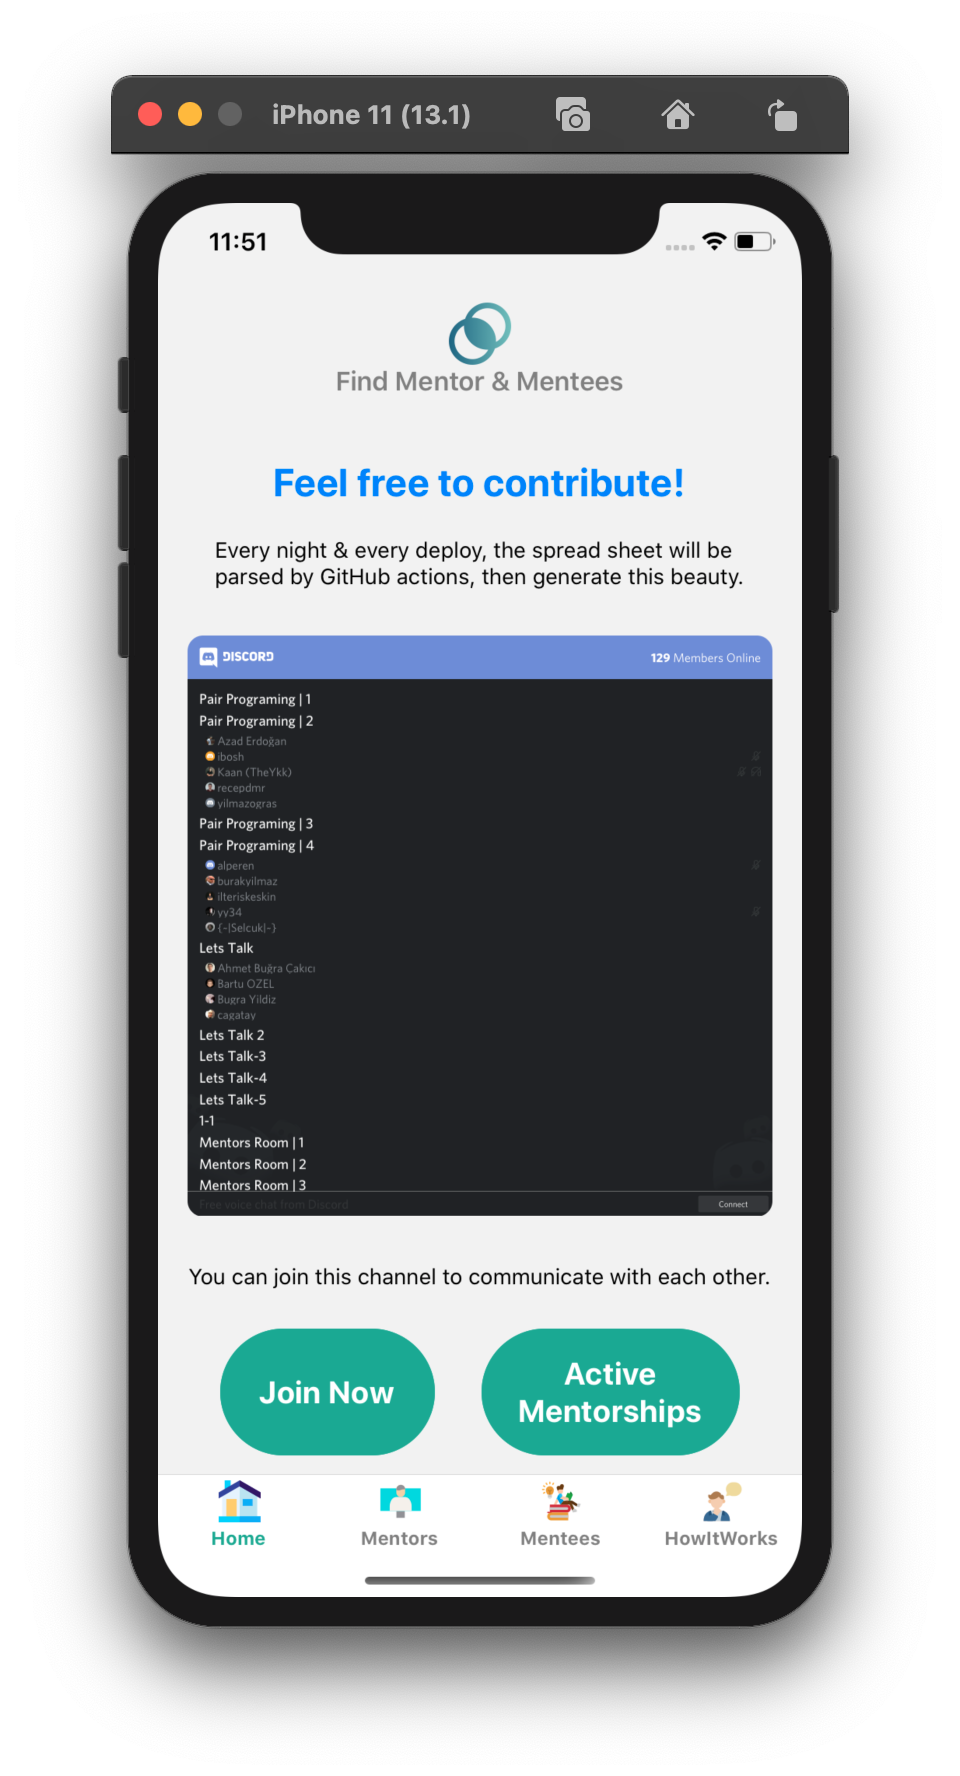 iPhone 11 (13.1)
11:51
Find Mentor & Mentees
Feel free to contribute!
Every night & every deploy, the spread sheet will be
parsed by GitHub actions, then generate this beauty.
DISCORD
129 Members Online
Pair Programing | 1
Pair Programing | 2
Azad Erdoğan
ibosh
Kaan (TheYkk)
recepdmr
yilmazogras
Pair Programing | 3
Pair Programing | 4
alperen
burakyilmaz
ilteriskeskin
yy34
{-|Selcuk|-}
Lets Talk
Ahmet Buğra Çakıcı
Bartu OZEL
Bugra Yildiz
cagatay
Lets Talk 2
Lets Talk-3
Lets Talk-4
Lets Talk-5
1-1
Mentors Room | 1
Mentors Room | 2
Mentors Room | 3
Free voice chat from Discord
Connect
You can join this channel to communicate with each other.
Join Now
Active
Mentorships
Home
Mentors
Mentees
HowItWorks